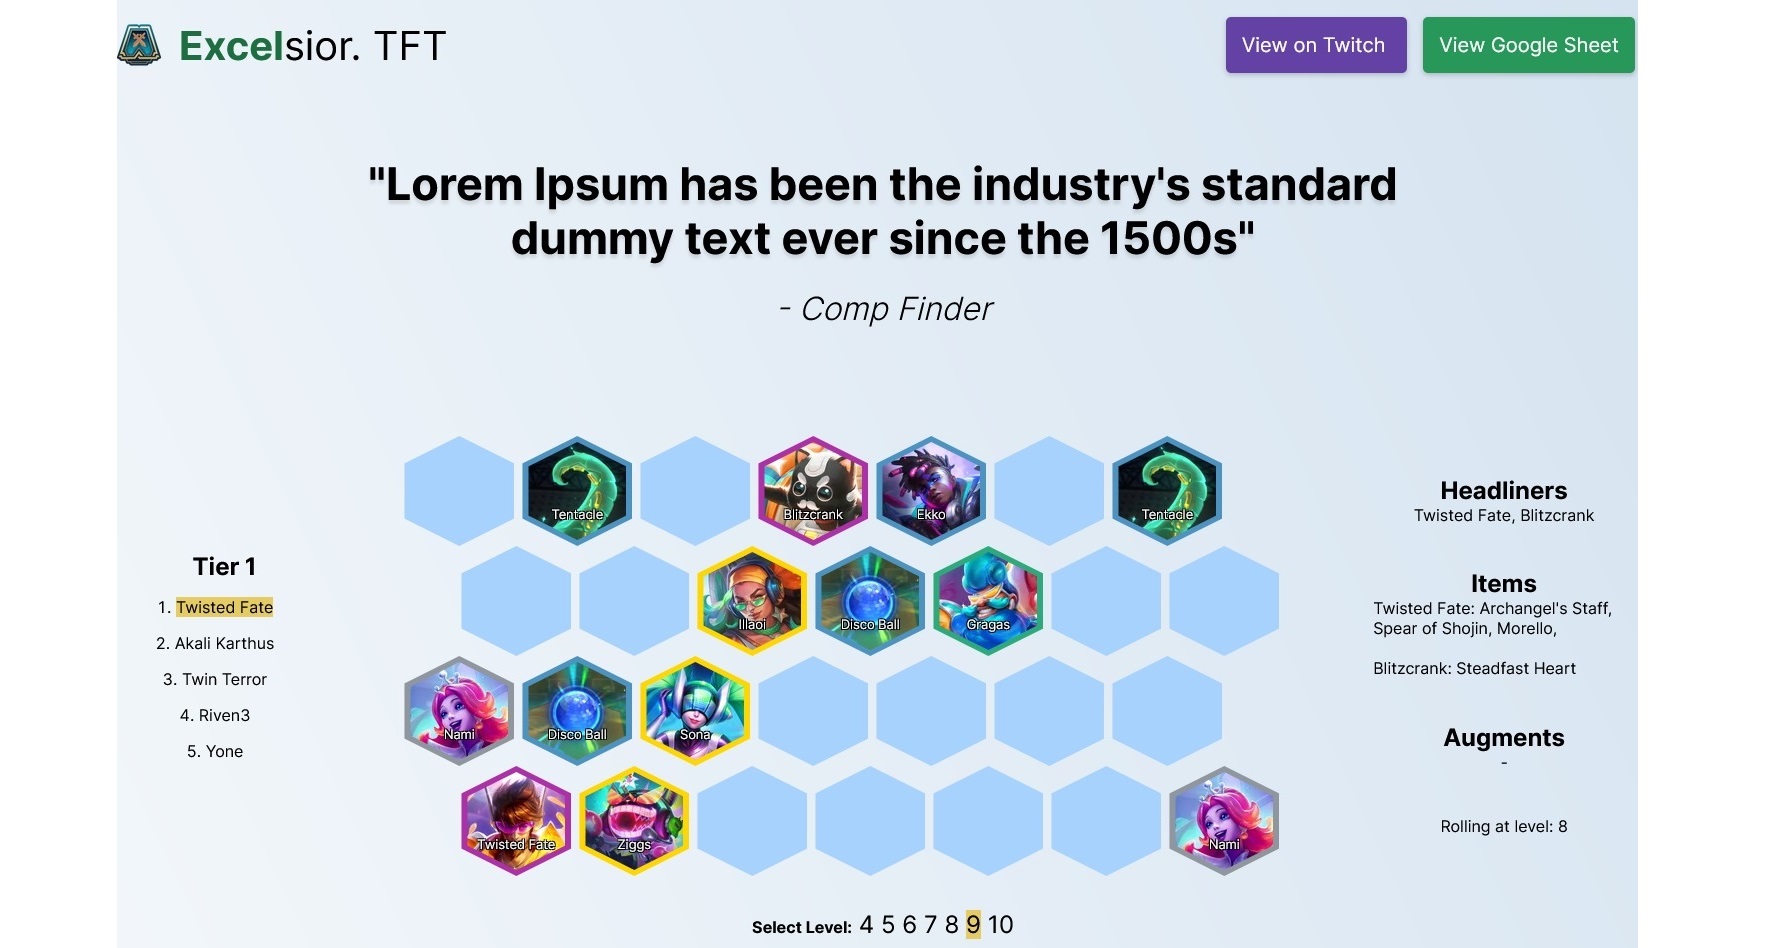 Excelsior. TFT
View on Twitch
View Google Sheet
"Lorem Ipsum has been the industry's standard
dummy text ever since the 1500s"
- Comp Finder
Tier 1
1. Twisted Fate
2. Akali Karthus
3. Twin Terror
4. Riven3
5. Yone
Tentacle
Blitzcrank
Ekko
Tentacle
Illaoi
Disco Ball
Gragas
Nami
Disco Ball
Sona
Twisted Fate
Ziggs
Nami
Headliners
Twisted Fate, Blitzcrank
Items
Twisted Fate: Archangel's Staff,
Spear of Shojin, Morello,
Blitzcrank: Steadfast Heart
Augments
-
Rolling at level: 8
Select Level: 4 5 6 7 8 9 10